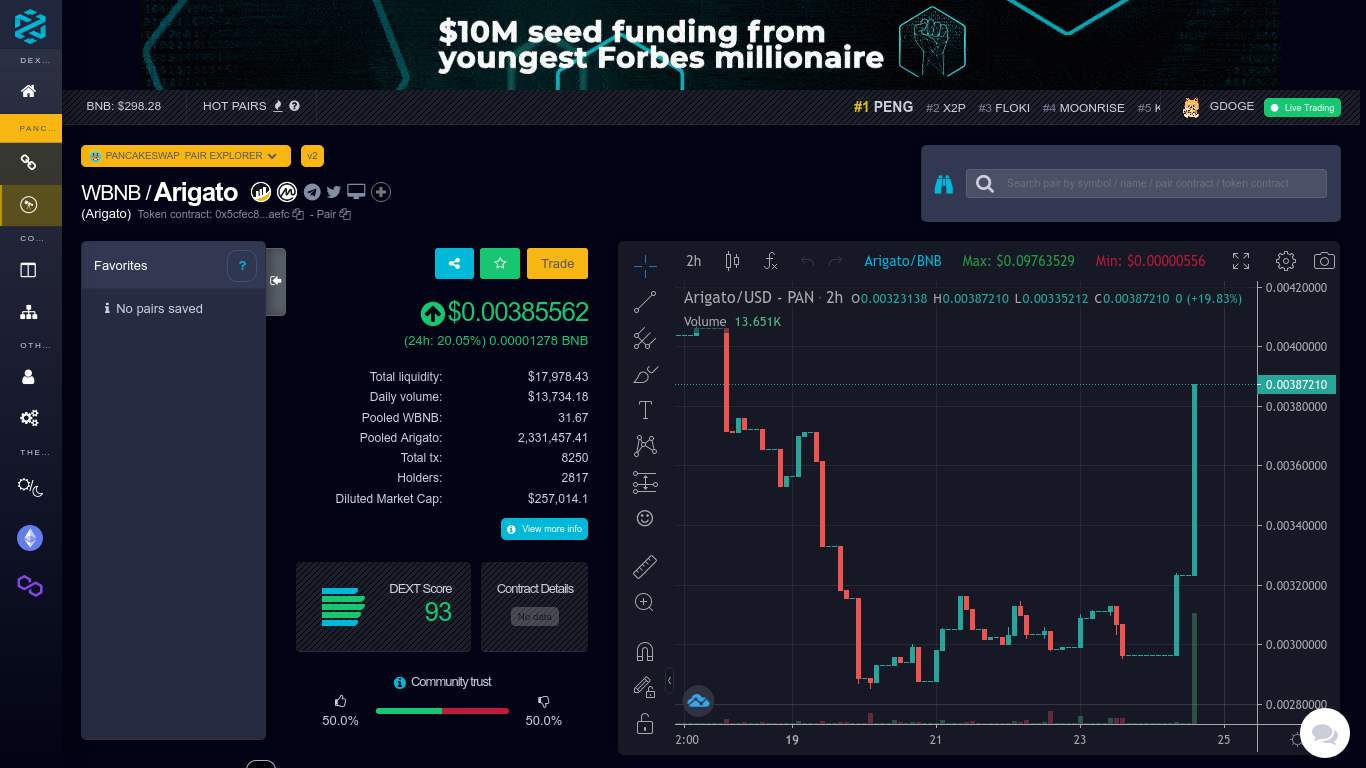 $10M seed funding from
youngest Forbes millionaire
DEX...
PANC...
CO...
OTH...
THE...
BNB: $298.28
HOT PAIRS
#1 PENG #2 X2P #3 FLOKI #4 MOONRISE #5
GDOGE
Live Trading
PANCAKESWAP PAIR EXPLORER
v2
WBNB / Arigato
(Arigato) Token contract: 0x5cfec8...aefc - Pair
Search pair by symbol / name / pair contract / token contract
Favorites
?
No pairs saved
Trade
$0.00385562
(24h: 20.05%) 0.00001278 BNB
Total liquidity: $17,978.43
Daily volume: $13,734.18
Pooled WBNB: 31.67
Pooled Arigato: 2,331,457.41
Total tx: 8250
Holders: 2817
Diluted Market Cap: $257,014.1
View more info
DEXT Score
93
Contract Details
No data
Community trust
50.0%
50.0%
2h
Arigato/BNB
Max: $0.09763529
Min: $0.00000556
Arigato/USD - PAN · 2h O0.00323138 H0.00387210 L0.00335212 C0.00387210 0 (+19.83%)
Volume 13.651K
0.00420000
0.00400000
0.00387210
0.00380000
0.00360000
0.00340000
0.00320000
0.00300000
0.00280000
2:00
19
21
23
25